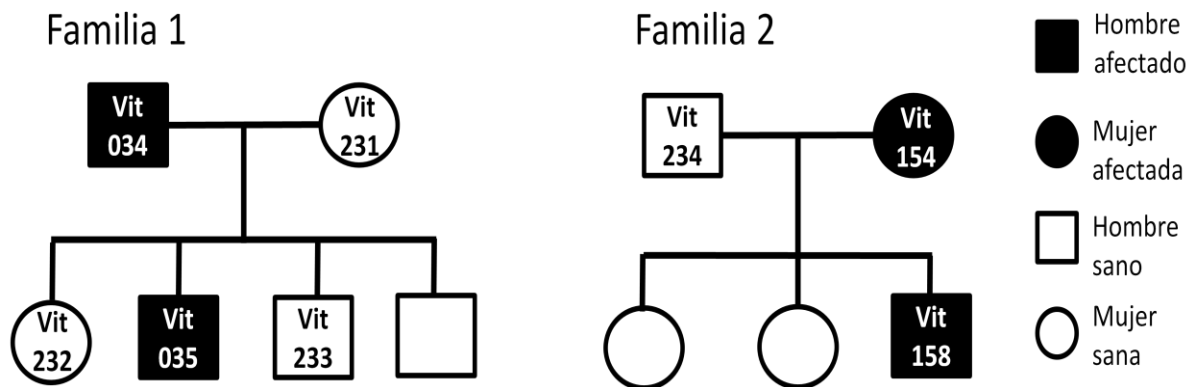 Familia 1
Vit
034
Vit
231
Vit
232
Vit
035
Vit
233
Familia 2
Vit
234
Vit
154
Vit
158
Hombre
afectado
Mujer
afectada
Hombre
sano
Mujer
sana